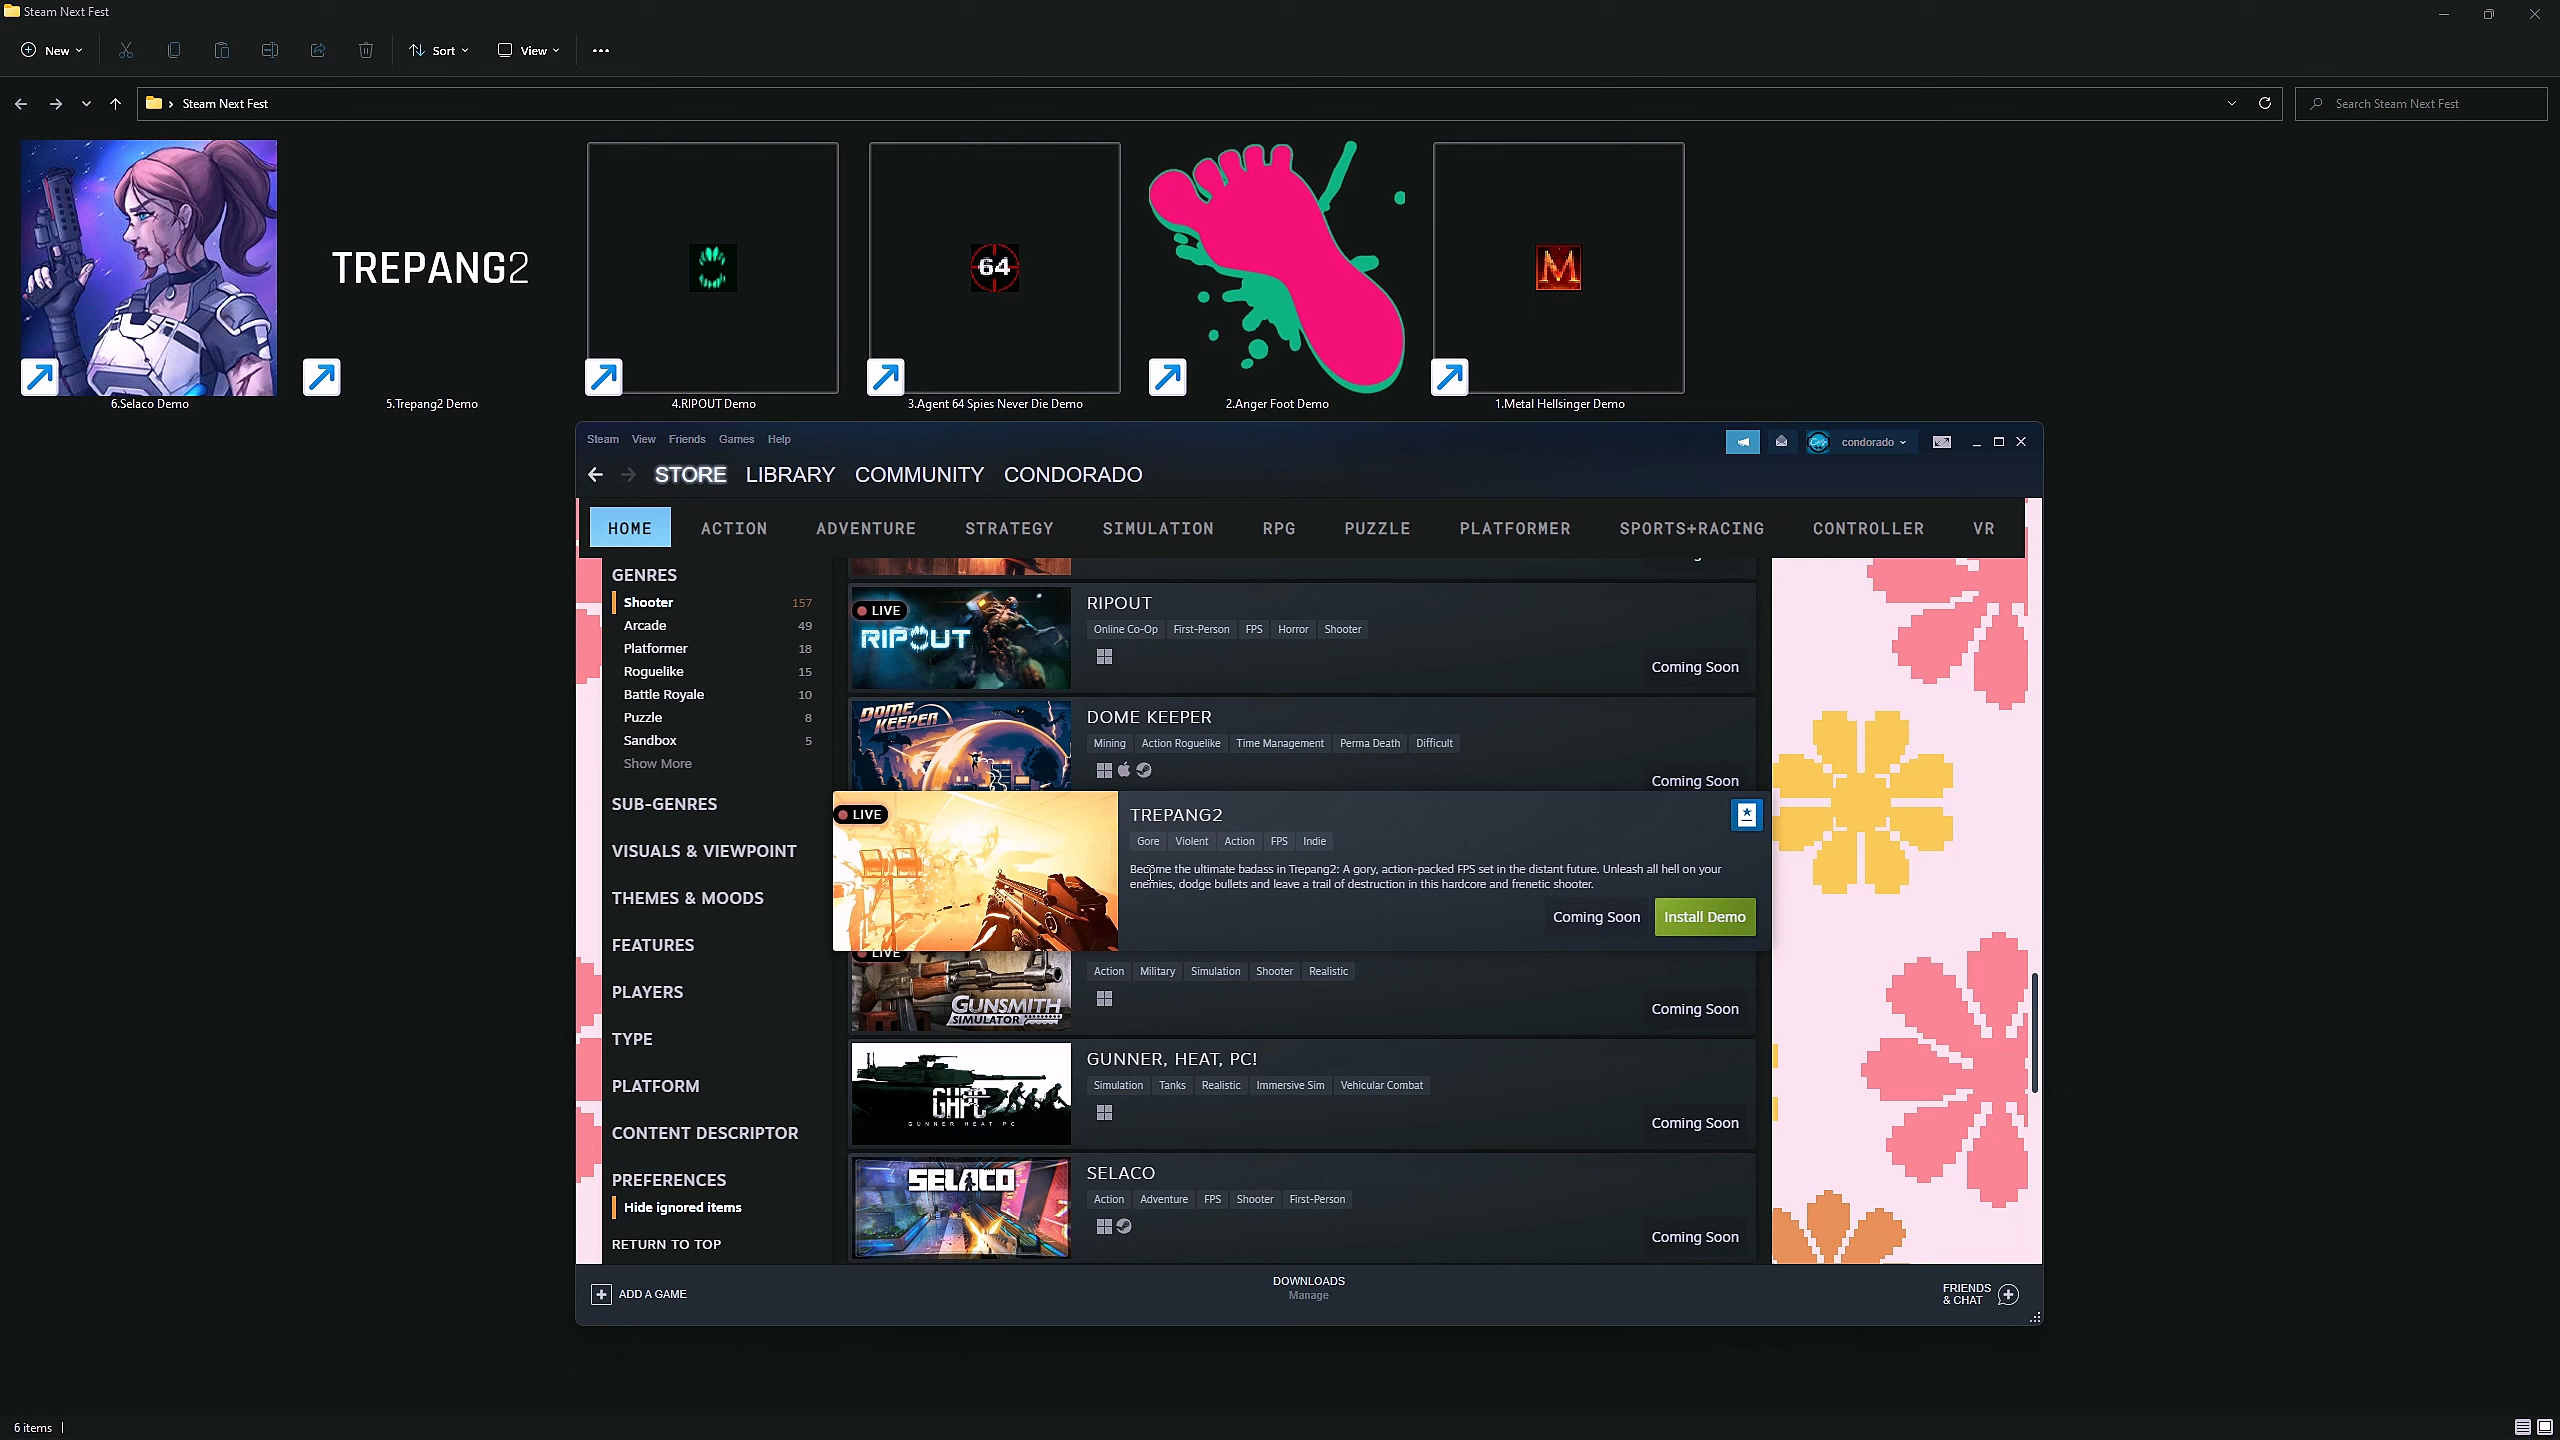 Steam Next Fest
New
Sort
View
Steam Next Fest
Search Steam Next Fest
TREPANG2
64
M
6.Selaco Demo
5.Trepang2 Demo
4.RIPOUT Demo
3.Agent 64 Spies Never Die Demo
2.Anger Foot Demo
1.Metal Hellsinger Demo
Steam View Friends Games Help
condorado
STORE LIBRARY COMMUNITY CONDORADO
HOME ACTION ADVENTURE STRATEGY SIMULATION RPG PUZZLE PLATFORMER SPORTS+RACING CONTROLLER VR
GENRES
Shooter 157
Arcade 49
Platformer 18
Roguelike 15
Battle Royale 10
Puzzle 8
Sandbox 5
Show More
SUB-GENRES
VISUALS & VIEWPOINT
THEMES & MOODS
FEATURES
PLAYERS
TYPE
PLATFORM
CONTENT DESCRIPTOR
PREFERENCES
Hide ignored items
RETURN TO TOP
LIVE
RIPOUT
RIPOUT
Online Co-Op First-Person FPS Horror Shooter
Coming Soon
DOME KEEPER
DOME KEEPER
Mining Action Roguelike Time Management Perma Death Difficult
Coming Soon
LIVE
TREPANG2
Gore Violent Action FPS Indie
Become the ultimate badass in Trepang2: A gory, action-packed FPS set in the distant future. Unleash all hell on your
enemies, dodge bullets and leave a trail of destruction in this hardcore and frenetic shooter.
Coming Soon Install Demo
LIVE
GUNSMITH
SIMULATOR
Action Military Simulation Shooter Realistic
Coming Soon
GHPC
GUNNER HEAT PC
GUNNER, HEAT, PC!
Simulation Tanks Realistic Immersive Sim Vehicular Combat
Coming Soon
SELACO
SELACO
Action Adventure FPS Shooter First-Person
Coming Soon
ADD A GAME
DOWNLOADS
Manage
FRIENDS
& CHAT
6 items